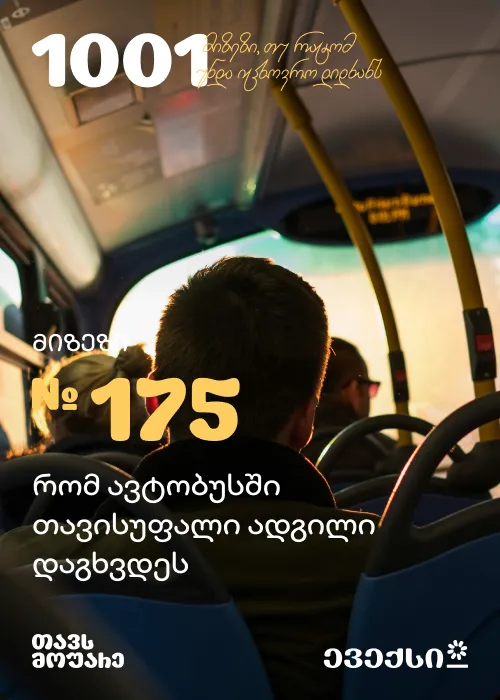 1001 მიზეზი, თუ რატომ
უნდა იცხოვრო დიდხანს
მიზეზი
№ 175
რომ ავტობუსში
თავისუფალი ადგილი
დაგხვდეს
თავს
მოუარე
ევექსი